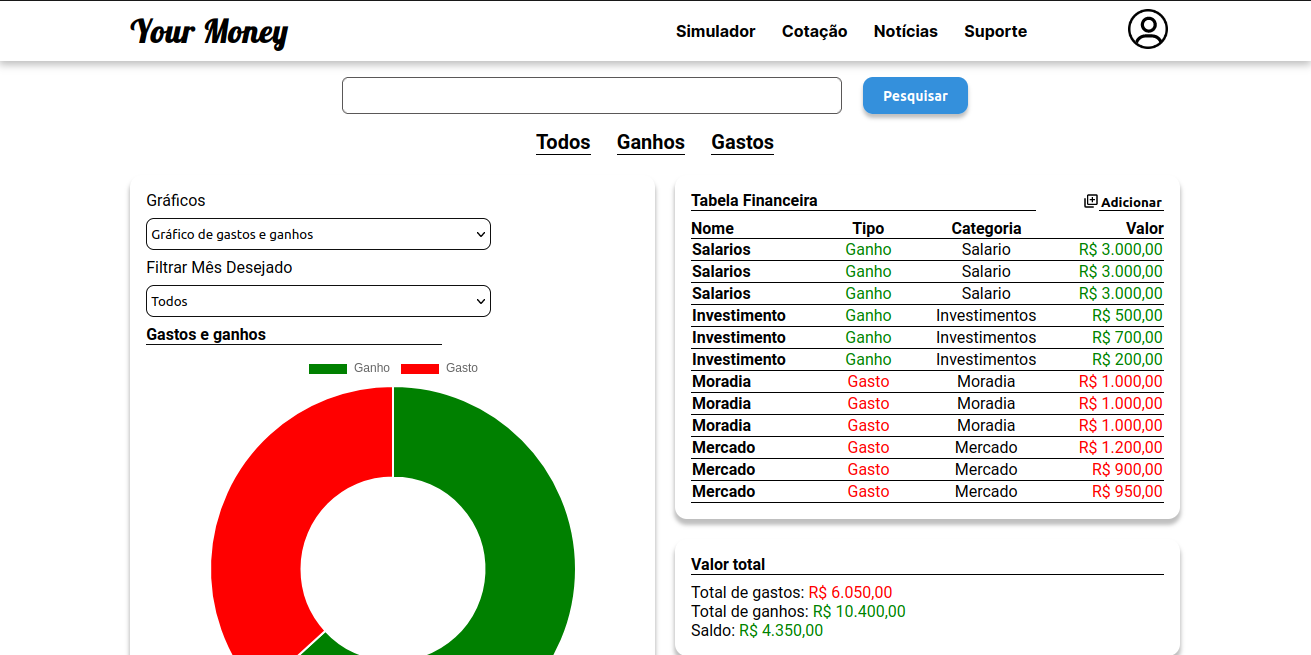 Your Money
Simulador Cotação Notícias Suporte
Pesquisar
Todos Ganhos Gastos
Gráficos
Gráfico de gastos e ganhos
Filtrar Mês Desejado
Todos
Gastos e ganhos
Ganho Gasto
Tabela Financeira Adicionar
Nome Tipo Categoria Valor
Salarios Ganho Salario R$ 3.000,00
Salarios Ganho Salario R$ 3.000,00
Salarios Ganho Salario R$ 3.000,00
Investimento Ganho Investimentos R$ 500,00
Investimento Ganho Investimentos R$ 700,00
Investimento Ganho Investimentos R$ 200,00
Moradia Gasto Moradia R$ 1.000,00
Moradia Gasto Moradia R$ 1.000,00
Moradia Gasto Moradia R$ 1.000,00
Mercado Gasto Mercado R$ 1.200,00
Mercado Gasto Mercado R$ 900,00
Mercado Gasto Mercado R$ 950,00
Valor total
Total de gastos: R$ 6.050,00
Total de ganhos: R$ 10.400,00
Saldo: R$ 4.350,00